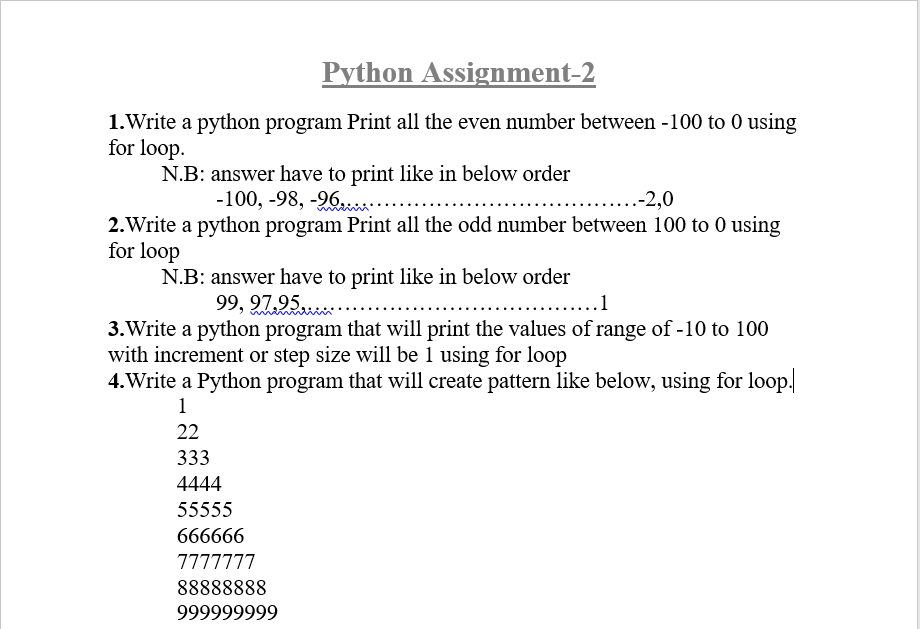 Python Assignment-2
1.Write a python program Print all the even number between -100 to 0 using
for loop.
N.B: answer have to print like in below order
-100, -98, -96,…………………………………….-2,0
2.Write a python program Print all the odd number between 100 to 0 using
for loop
N.B: answer have to print like in below order
99, 97,95,…………………………………….1
3.Write a python program that will print the values of range of -10 to 100
with increment or step size will be 1 using for loop
4.Write a Python program that will create pattern like below, using for loop.
1
22
333
4444
55555
666666
7777777
88888888
999999999